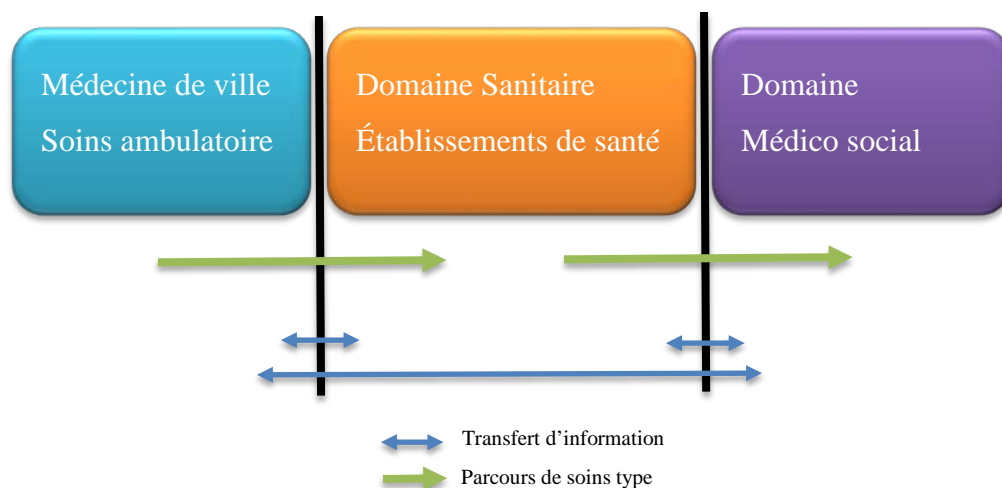 Médecine de ville
Soins ambulatoire
Domaine Sanitaire
Établissements de santé
Domaine
Médico social
Transfert d’information
Parcours de soins type